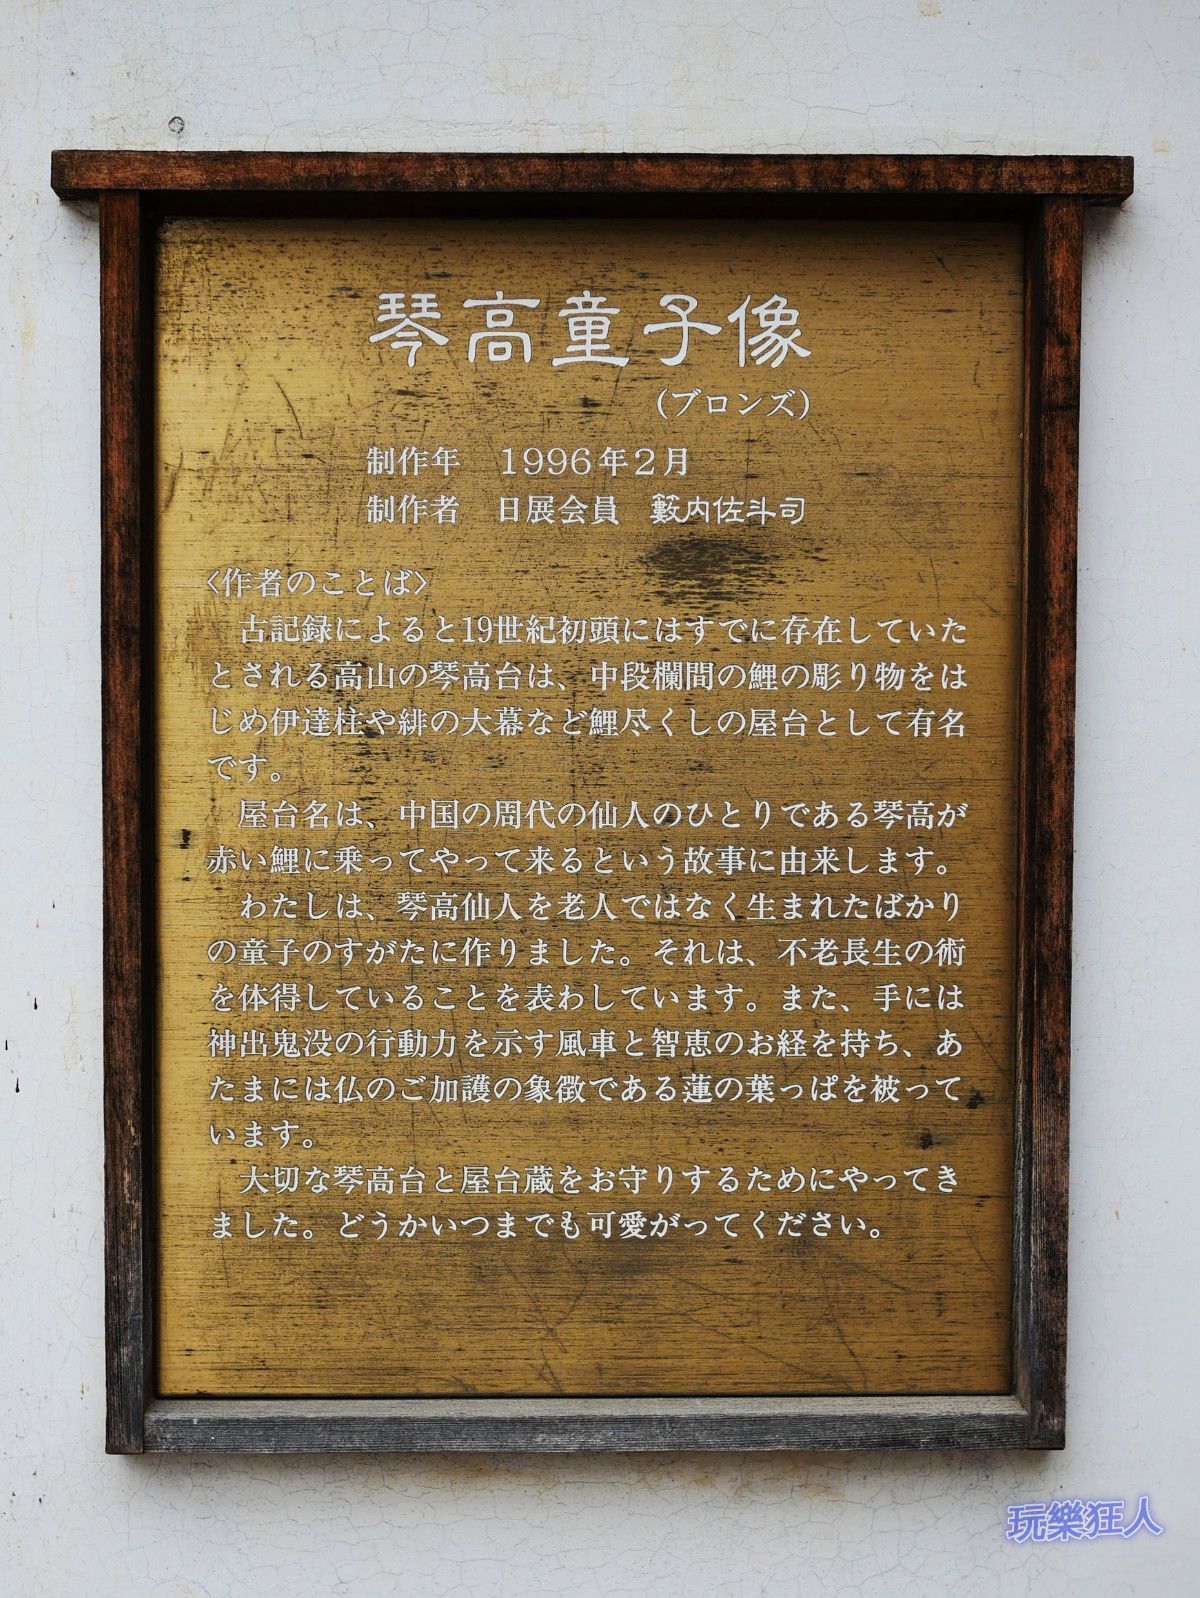 琴高童子像
(ブロンズ)
制作年　1996年2月
制作者　日展会員　籔内佐斗司
〈作者のことば〉
　古記録によると19世紀初頭にはすでに存在していた
とされる高山の琴高台は、中段欄間の鯉の彫り物をは
じめ伊達柱や緋の大幕など鯉尽くしの屋台として有名
です。
　屋台名は、中国の周代の仙人のひとりである琴高が
赤い鯉に乗ってやって来るという故事に由来します。
　わたしは、琴高仙人を老人ではなく生まれたばかり
の童子のすがたに作りました。それは、不老長生の術
を体得していることを表わしています。また、手には
神出鬼没の行動力を示す風車と智恵のお経を持ち、あ
たまには仏のご加護の象徴である蓮の葉っぱを被って
います。
　大切な琴高台と屋台蔵をお守りするためにやってき
ました。どうかいつまでも可愛がってください。
玩樂狂人